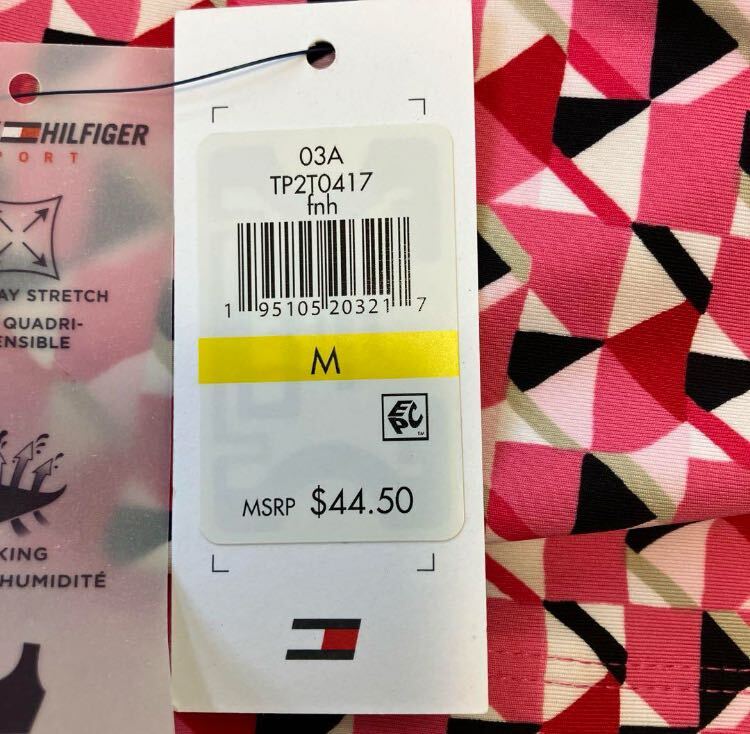 HILFIGER
PORT
AY STRETCH
QUADRI-
ENSIBLE
KING
HUMIDITÉ
03A
TP2T0417
fnh
1 95105 20321 7
M
EPC
TM
MSRP $44.50